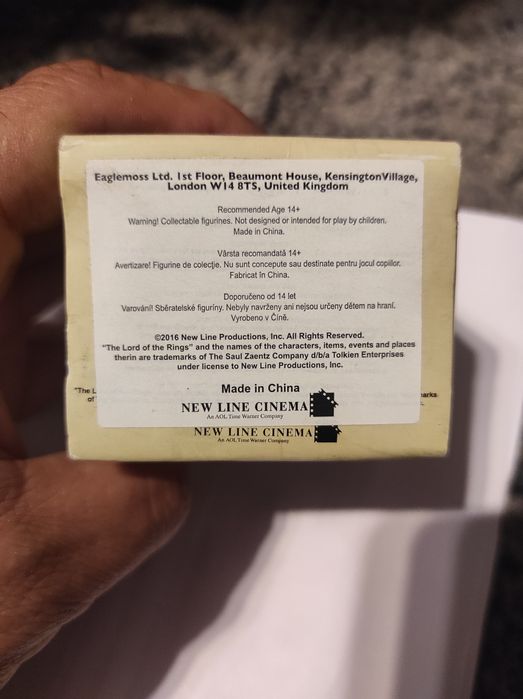 Eaglemoss Ltd. 1st Floor, Beaumont House, KensingtonVillage,
London W14 8TS, United Kingdom
Recommended Age 14+
Warning! Collectable figurines. Not designed or intended for play by children.
Made in China.
Vârsta recomandată 14+
Avertizare! Figurine de colecţie. Nu sunt concepute sau destinate pentru jocul copiilor.
Fabricat în China.
Doporučeno od 14 let
Varování! Sběratelské figuríny. Nebyly navrženy ani nejsou určeny dětem na hraní.
Vyrobeno v Číně.
©2016 New Line Productions, Inc. All Rights Reserved.
"The Lord of the Rings" and the names of the characters, items, events and places
therin are trademarks of The Saul Zaentz Company d/b/a Tolkien Enterprises
under license to New Line Productions, Inc.
Made in China
"The L
of
arks
NEW LINE CINEMA
An AOL Time Warner Company
NEW LINE CINEMA
An AOL Time Warner Company